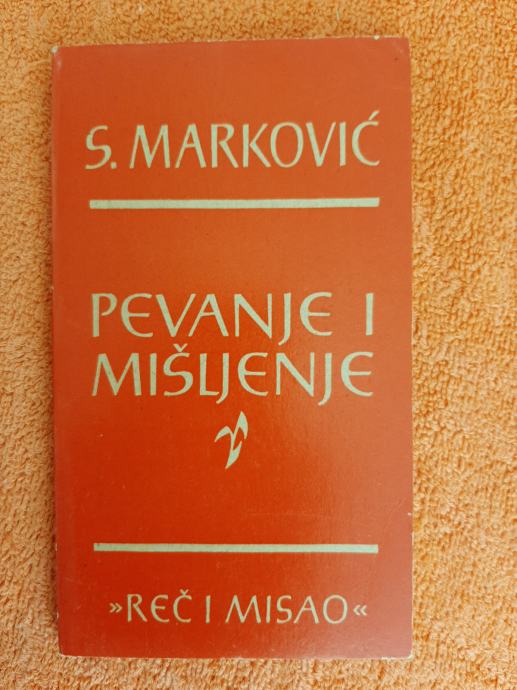 S. MARKOVIĆ
PEVANJE I
MIŠLJENJE
»REČ I MISAO«